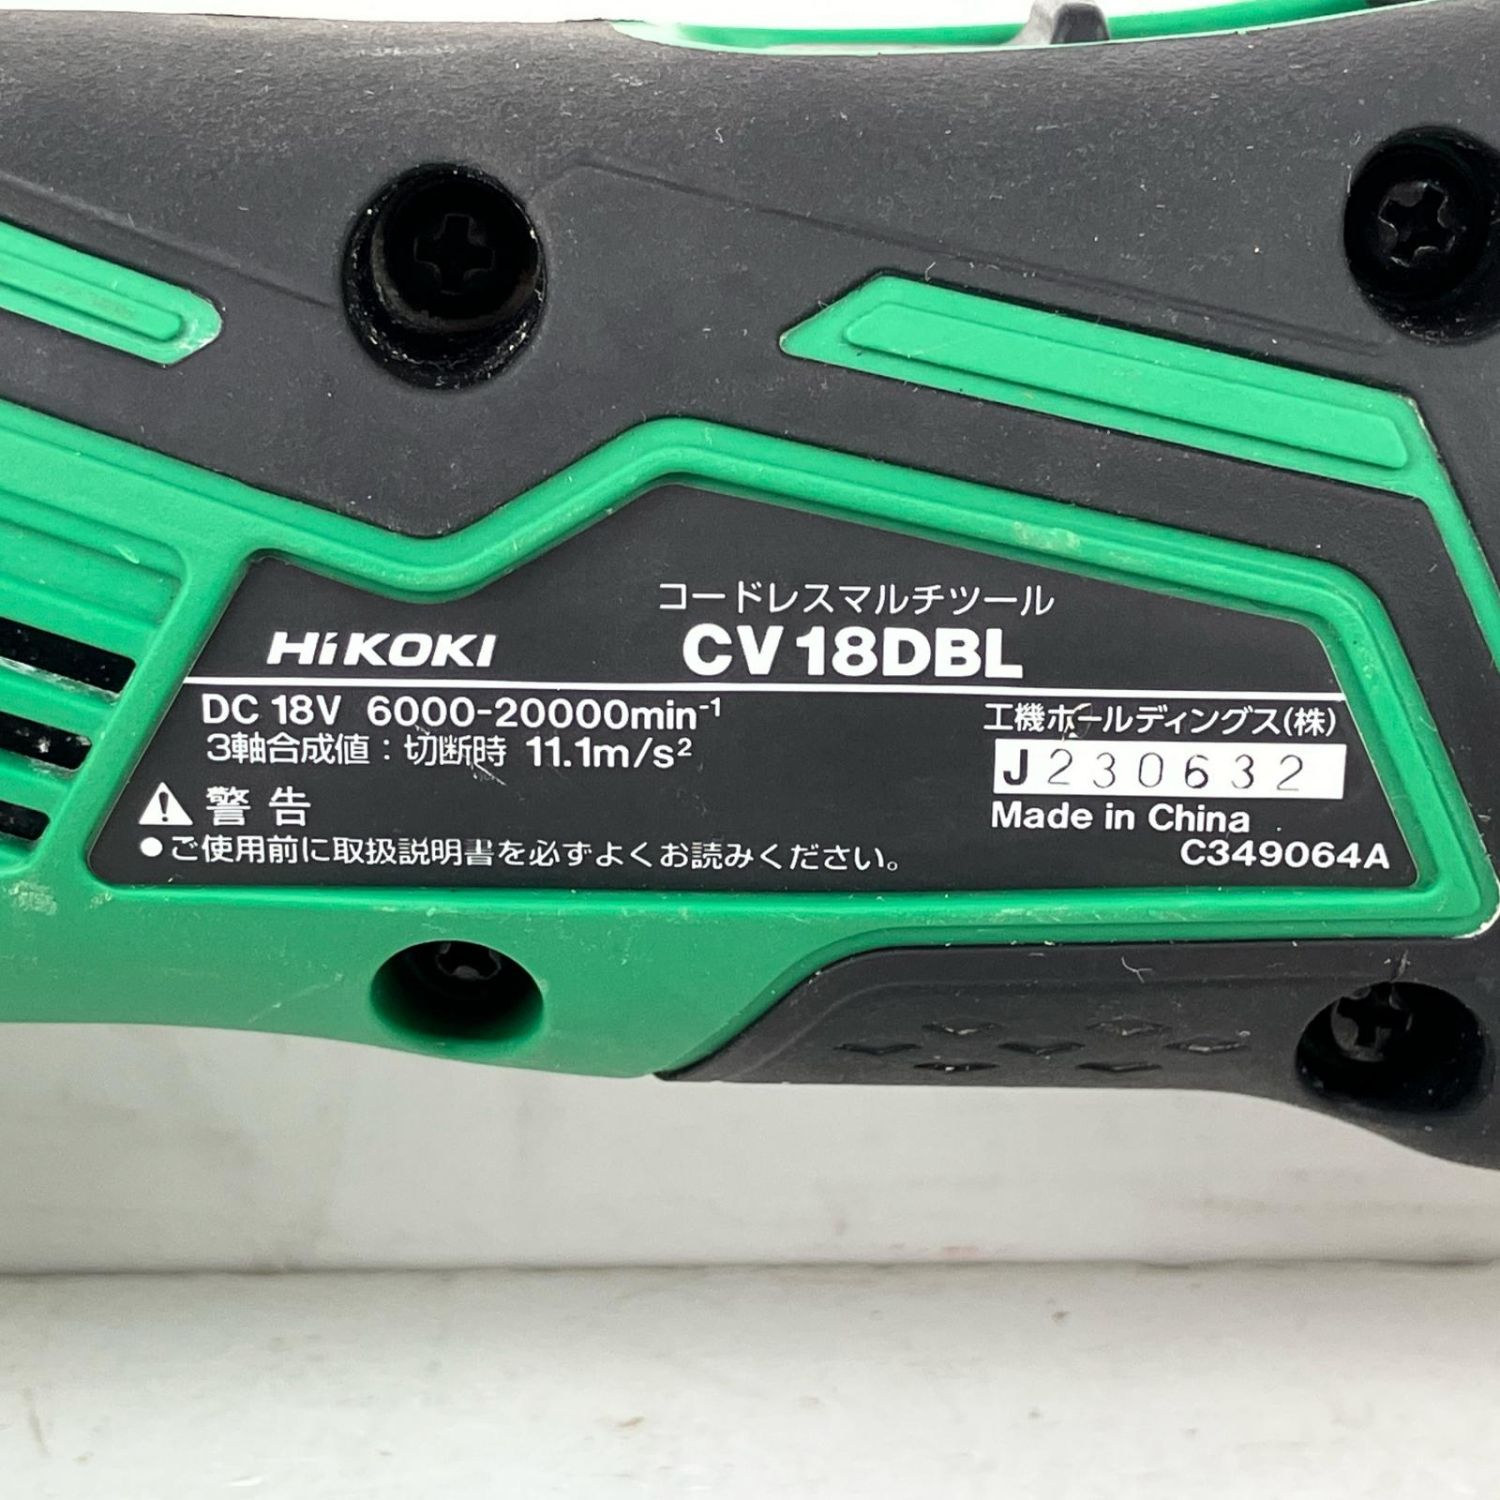 コードレスマルチツール
HiKOKI CV18DBL
DC 18V 6000-20000min⁻¹
3軸合成値：切断時 11.1m/s²
工機ホールディングス(株)
J230632
Made in China
C349064A
警告
●ご使用前に取扱説明書を必ずよくお読みください。